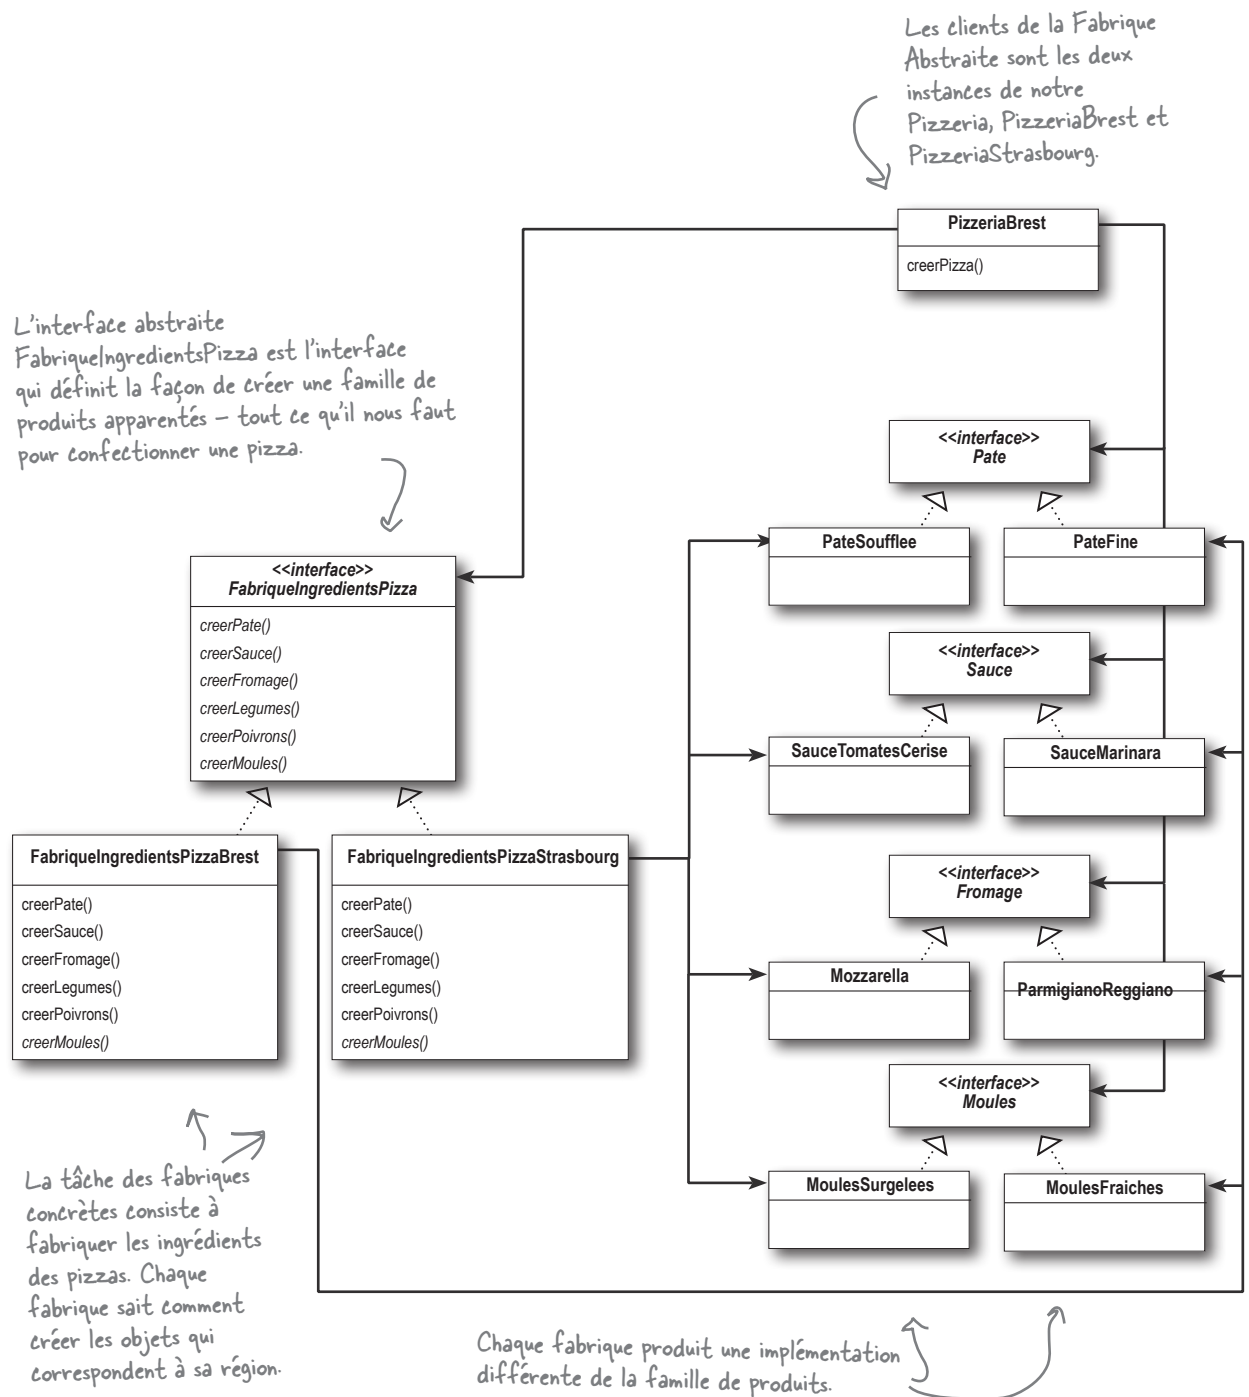 Les clients de la Fabrique
Abstraite sont les deux
instances de notre
Pizzeria, PizzeriaBrest et
PizzeriaStrasbourg.
PizzeriaBrest
creerPizza()
L'interface abstraite
FabriqueIngredientsPizza est l'interface
qui définit la façon de créer une famille de
produits apparentés – tout ce qu'il nous faut
pour confectionner une pizza.
<<interface>>
Pate
PateSoufflee
PateFine
<<interface>>
FabriqueIngredientsPizza
creerPate()
creerSauce()
creerFromage()
creerLegumes()
creerPoivrons()
creerMoules()
<<interface>>
Sauce
SauceTomatesCerise
SauceMarinara
FabriqueIngredientsPizzaBrest
creerPate()
creerSauce()
creerFromage()
creerLegumes()
creerPoivrons()
creerMoules()
FabriqueIngredientsPizzaStrasbourg
creerPate()
creerSauce()
creerFromage()
creerLegumes()
creerPoivrons()
creerMoules()
<<interface>>
Fromage
Mozzarella
ParmigianoReggiano
<<interface>>
Moules
MoulesSurgelees
MoulesFraiches
La tâche des fabriques
concrètes consiste à
fabriquer les ingrédients
des pizzas. Chaque
fabrique sait comment
créer les objets qui
correspondent à sa région.
Chaque fabrique produit une implémentation
différente de la famille de produits.